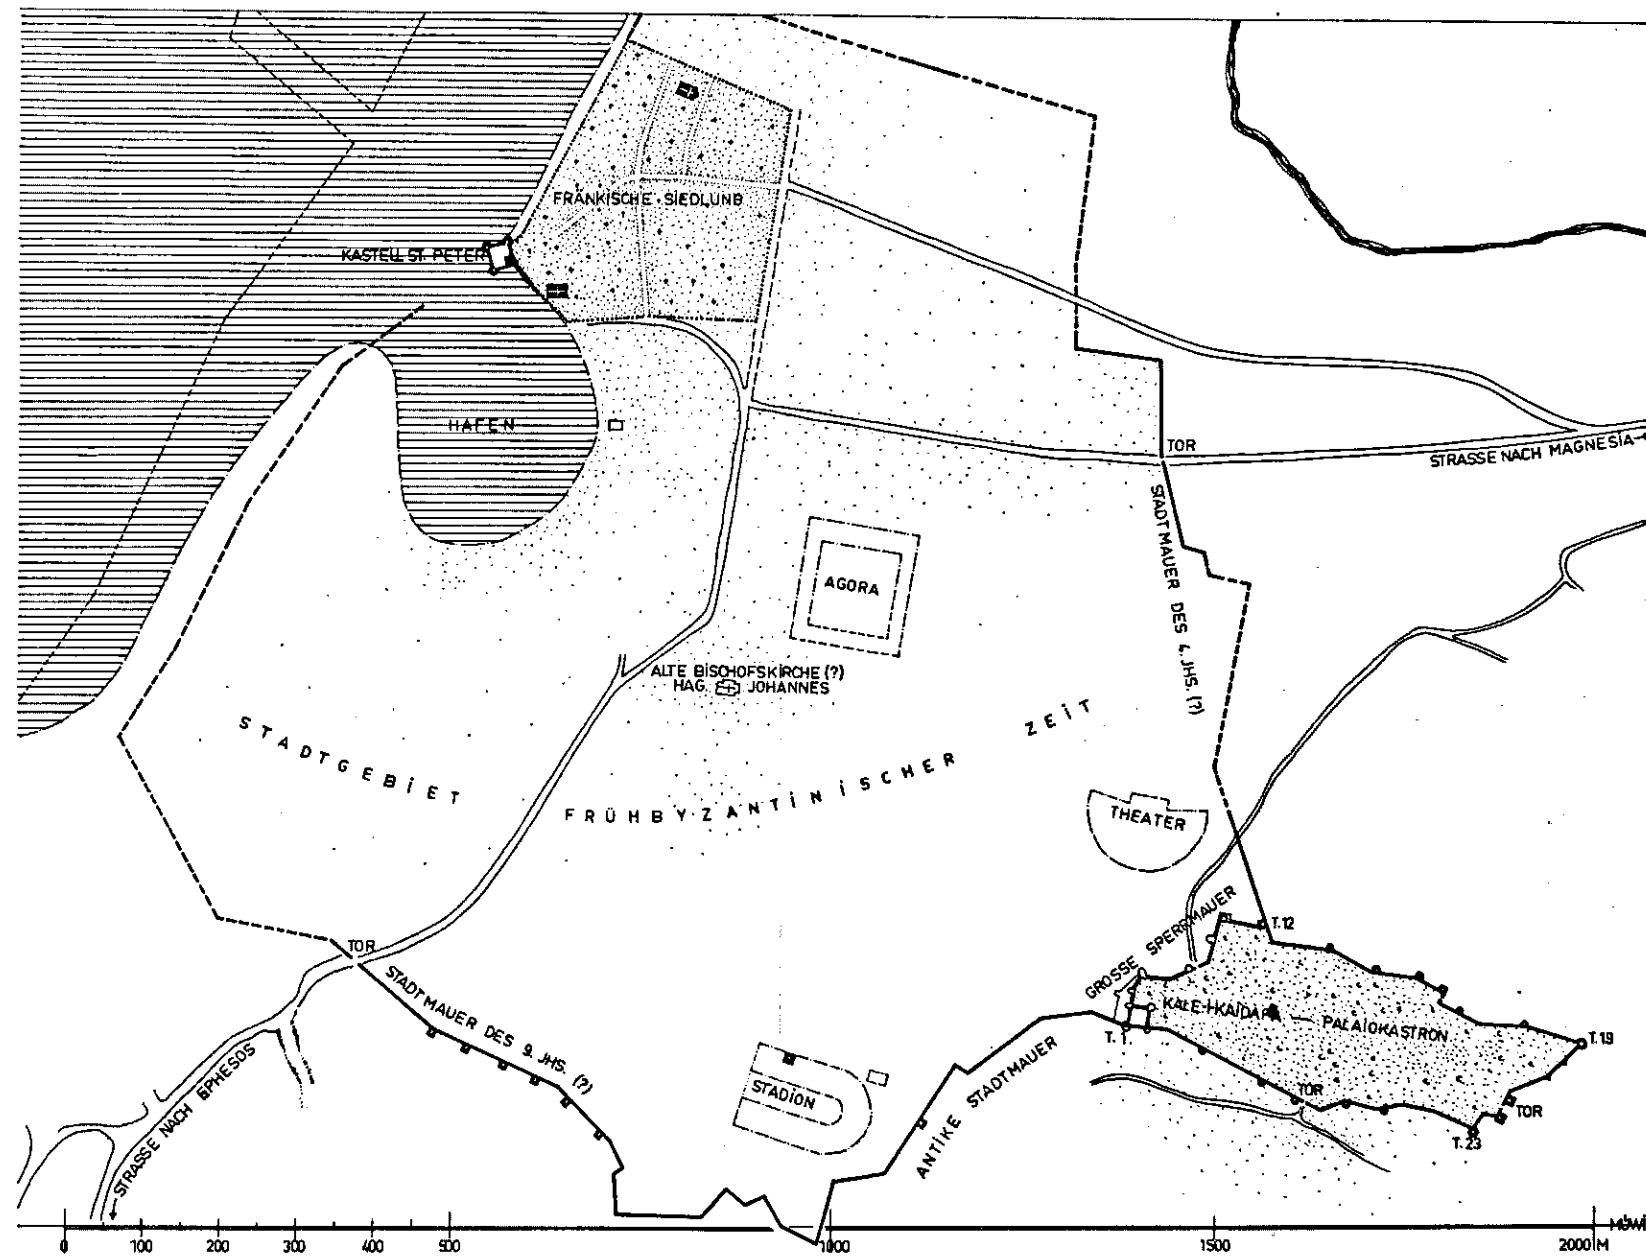 FRÄNKISCHE SIEDLUNG
KASTELL ST. PETER
HAFEN
TOR
STRASSE NACH MAGNESIA
STADTMAUER DES 4. JHS. (?)
AGORA
ALTE BISCHOFSKIRCHE (?)
HAG. JOHANNES
STADTGEBIET
FRÜHBYZANTINISCHER
ZEIT
THEATER
GROSSE SPERRMAUER
T. 12
TOR
STADTMAUER DES 9. JHS. (?)
KALE-I-KAIDAFA — PALAIOKASTRON
T. 1
T. 19
STRASSE NACH EPHESOS
STADION
ANTIKE STADTMAUER
TOR
TOR
T. 23
0 100 200 300 400 500 1000 1500 2000 M
MÜWI